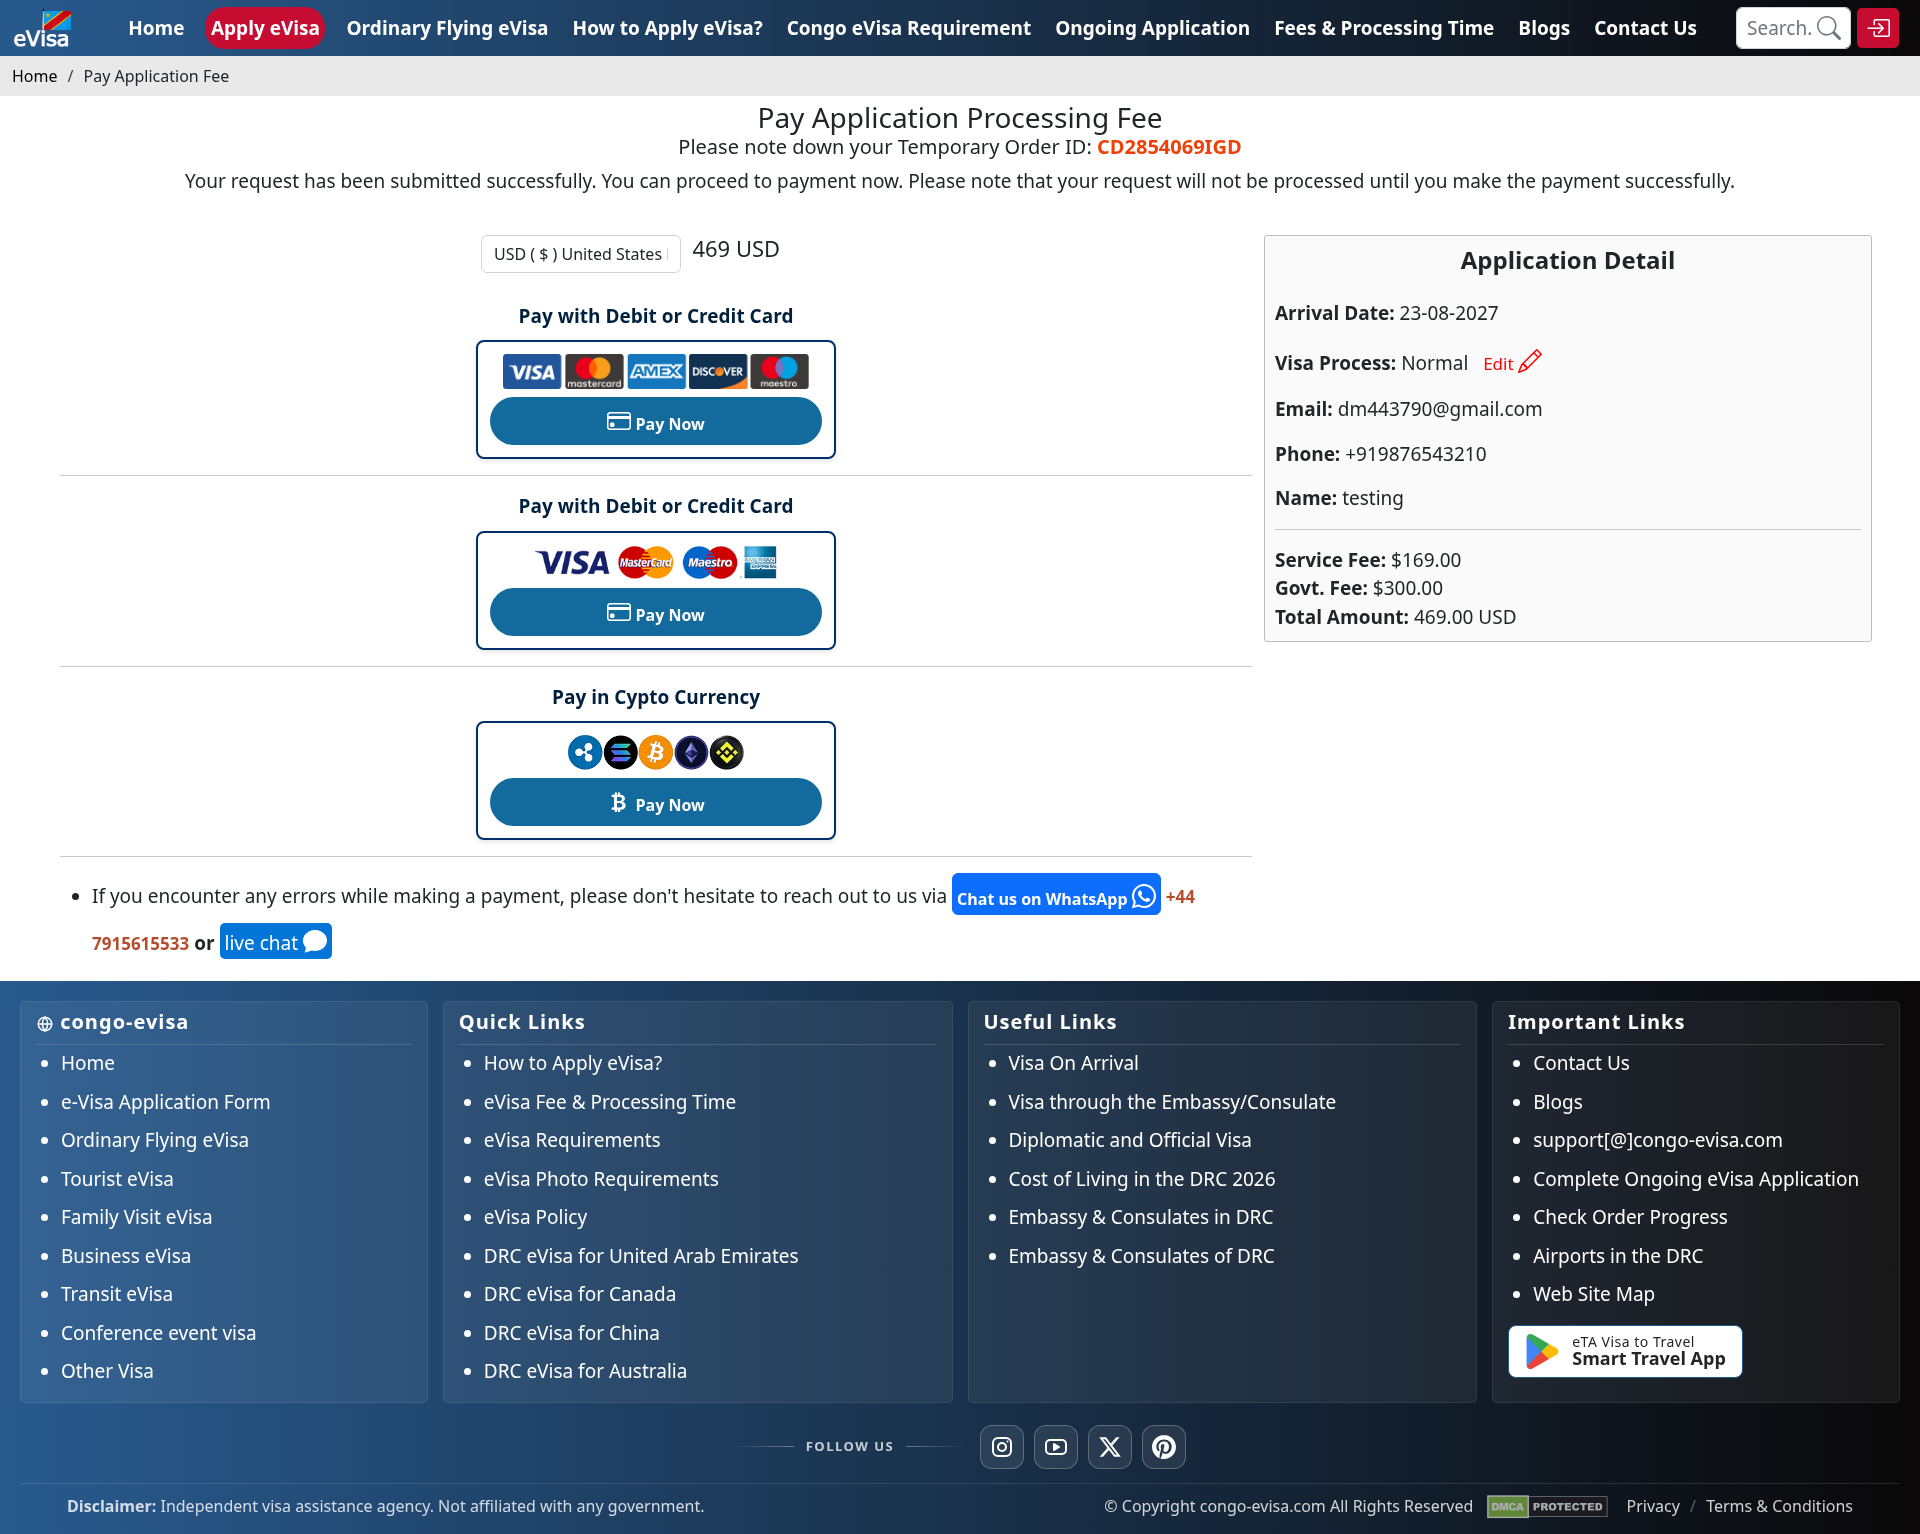 eVisa
Home
Apply eVisa
Ordinary Flying eVisa
How to Apply eVisa?
Congo eVisa Requirement
Ongoing Application
Fees & Processing Time
Blogs
Contact Us
Search.
Home / Pay Application Fee
Pay Application Processing Fee
Please note down your Temporary Order ID: CD2854069IGD
Your request has been submitted successfully. You can proceed to payment now. Please note that your request will not be processed until you make the payment successfully.
USD ( $ ) United States
469 USD
Pay with Debit or Credit Card
VISA mastercard AMEX DISCOVER maestro
Pay Now
Pay with Debit or Credit Card
VISA MasterCard Maestro AMERICAN EXPRESS
Pay Now
Pay in Cypto Currency
Pay Now
If you encounter any errors while making a payment, please don't hesitate to reach out to us via Chat us on WhatsApp +44
7915615533 or live chat
Application Detail
Arrival Date: 23-08-2027
Visa Process: Normal Edit
Email: dm443790@gmail.com
Phone: +919876543210
Name: testing
Service Fee: $169.00
Govt. Fee: $300.00
Total Amount: 469.00 USD
congo-evisa
Home
e-Visa Application Form
Ordinary Flying eVisa
Tourist eVisa
Family Visit eVisa
Business eVisa
Transit eVisa
Conference event visa
Other Visa
Quick Links
How to Apply eVisa?
eVisa Fee & Processing Time
eVisa Requirements
eVisa Photo Requirements
eVisa Policy
DRC eVisa for United Arab Emirates
DRC eVisa for Canada
DRC eVisa for China
DRC eVisa for Australia
Useful Links
Visa On Arrival
Visa through the Embassy/Consulate
Diplomatic and Official Visa
Cost of Living in the DRC 2026
Embassy & Consulates in DRC
Embassy & Consulates of DRC
Important Links
Contact Us
Blogs
support[@]congo-evisa.com
Complete Ongoing eVisa Application
Check Order Progress
Airports in the DRC
Web Site Map
eTA Visa to Travel
Smart Travel App
FOLLOW US
Disclaimer: Independent visa assistance agency. Not affiliated with any government.
© Copyright congo-evisa.com All Rights Reserved
DMCA PROTECTED
Privacy / Terms & Conditions